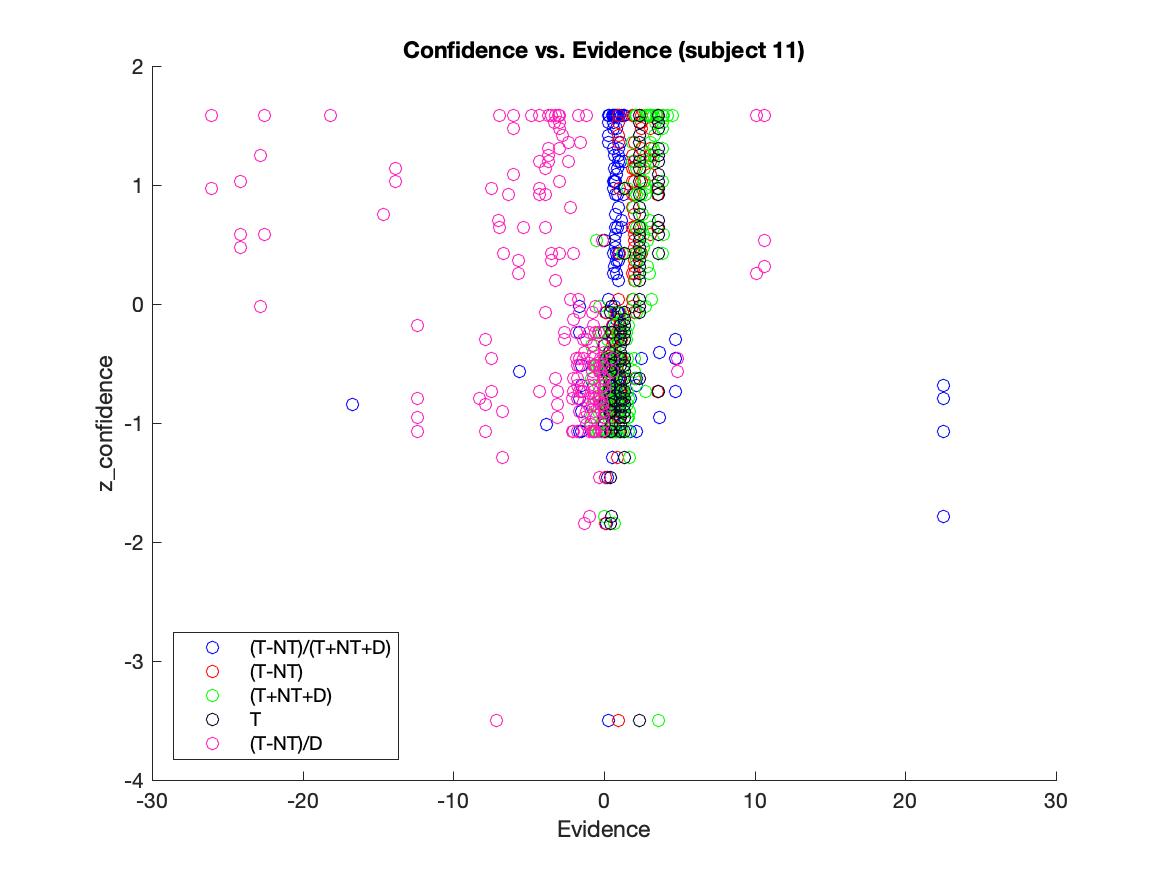 Confidence vs. Evidence (subject 11)
2
1
0
-1
-2
-3
-4
z_confidence
(T-NT)/(T+NT+D)
(T-NT)
(T+NT+D)
T
(T-NT)/D
-30
-20
-10
0
10
20
30
Evidence